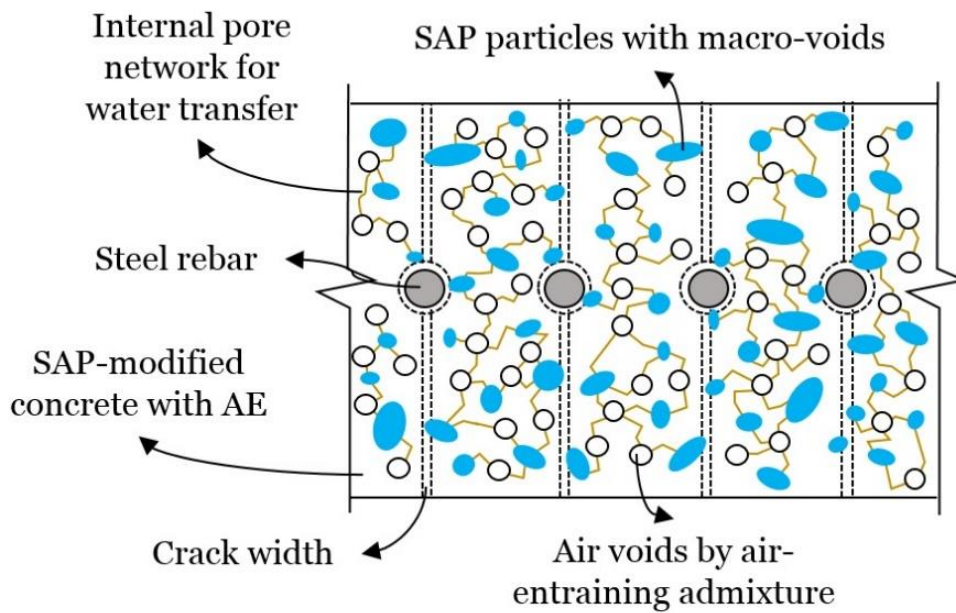 Internal pore
network for
water transfer
SAP particles with macro-voids
Steel rebar
SAP-modified
concrete with AE
Crack width
Air voids by air-
entraining admixture